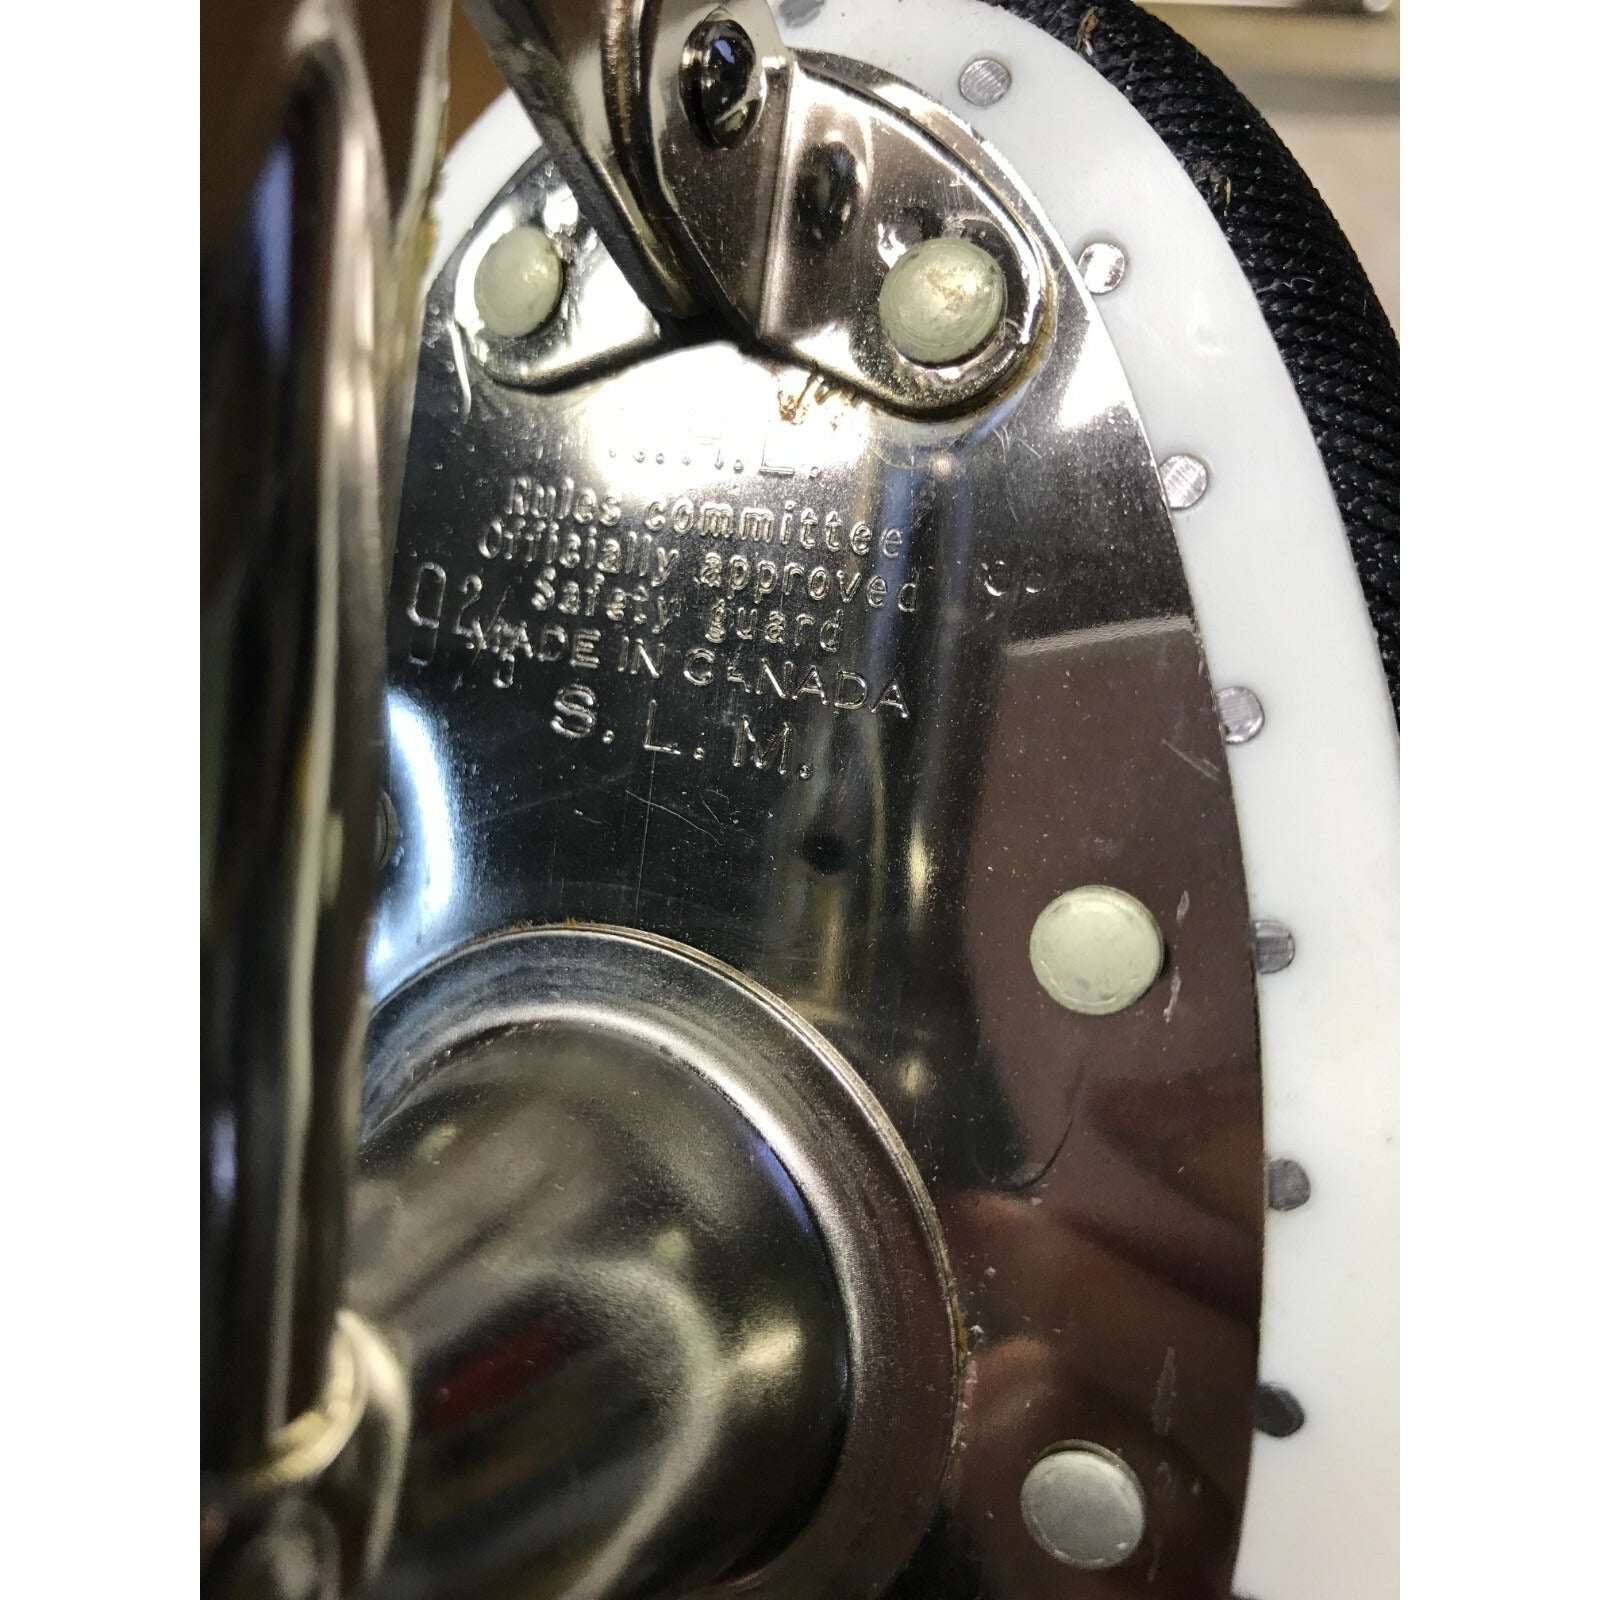 Rules committee
Officially approved
Safety guard
MADE IN CANADA
S. L. M.